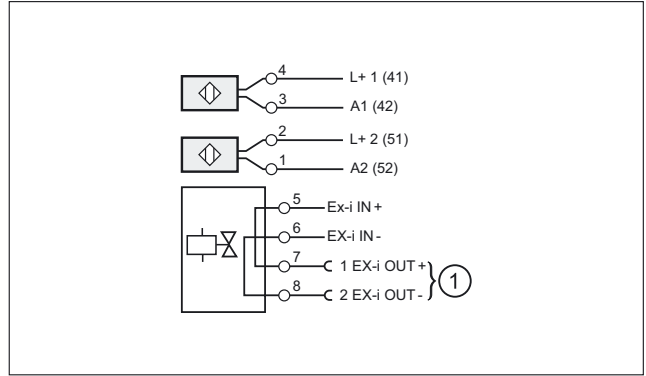 4 L+ 1 (41)
3 A1 (42)
2 L+ 2 (51)
1 A2 (52)
5 Ex-i IN +
6 EX-i IN -
7 1 EX-i OUT +
8 2 EX-i OUT -
1